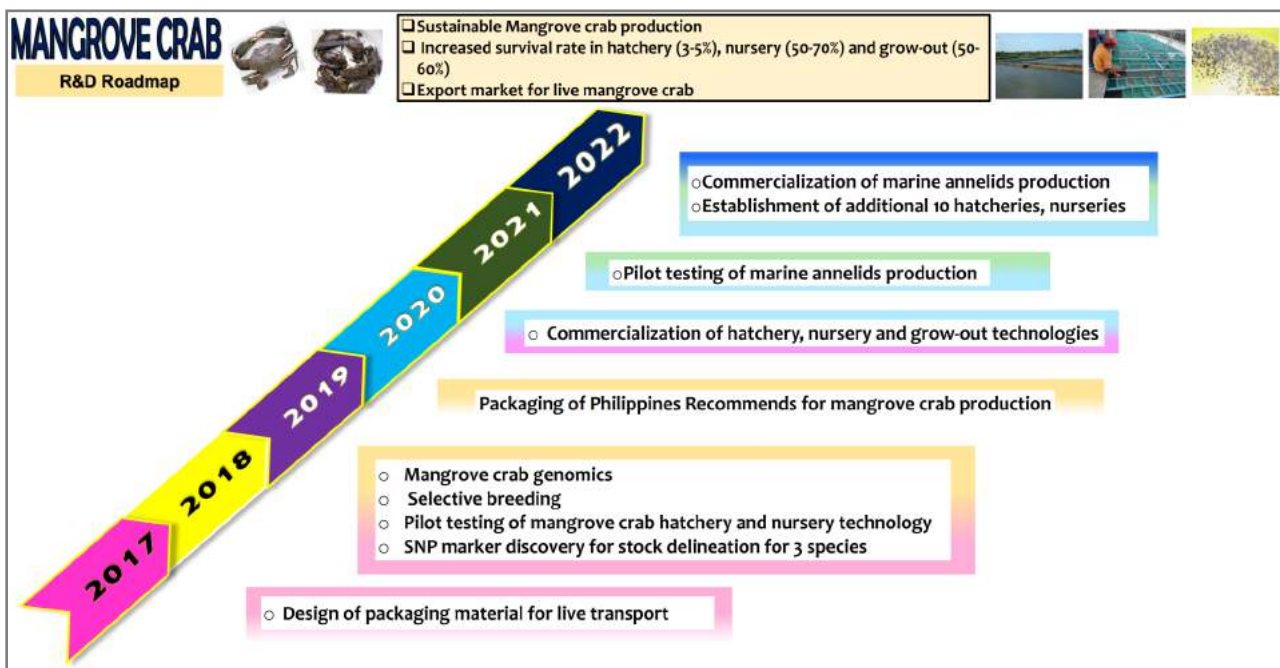 MANGROVE CRAB
R&D Roadmap
❑Sustainable Mangrove crab production
❑ Increased survival rate in hatchery (3-5%), nursery (50-70%) and grow-out (50-
60%)
❑Export market for live mangrove crab
2022
○Commercialization of marine annelids production
○Establishment of additional 10 hatcheries, nurseries
2021
○Pilot testing of marine annelids production
2020
○ Commercialization of hatchery, nursery and grow-out technologies
2019
Packaging of Philippines Recommends for mangrove crab production
2018
○ Mangrove crab genomics
○ Selective breeding
○ Pilot testing of mangrove crab hatchery and nursery technology
○ SNP marker discovery for stock delineation for 3 species
2017
○ Design of packaging material for live transport